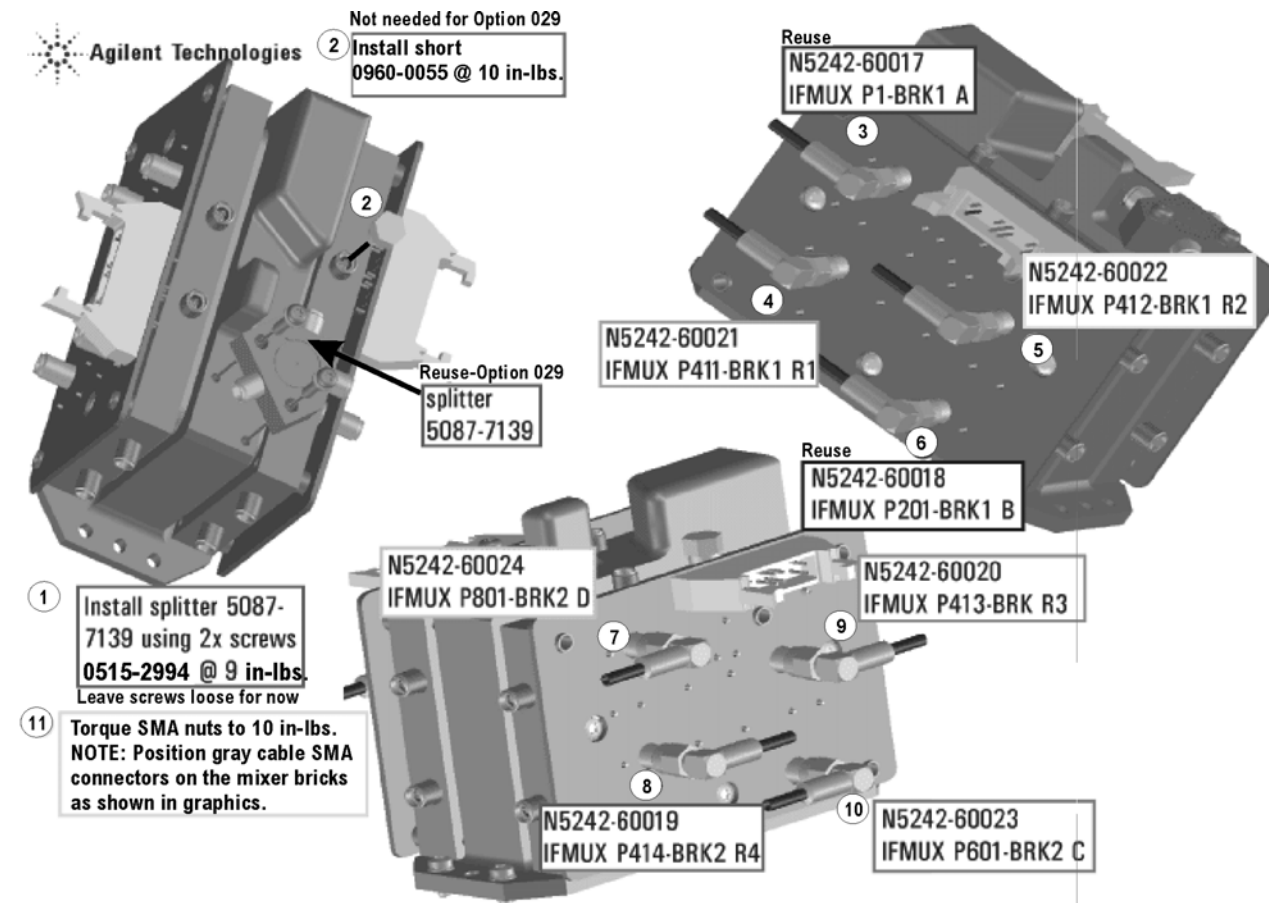 Agilent Technologies
Not needed for Option 029
2
Install short
0960-0055 @ 10 in-lbs.
2
Reuse-Option 029
splitter
5087-7139
1
Install splitter 5087-
7139 using 2x screws
0515-2994 @ 9 in-lbs.
Leave screws loose for now
11
Torque SMA nuts to 10 in-lbs.
NOTE: Position gray cable SMA
connectors on the mixer bricks
as shown in graphics.
Reuse
N5242-60017
IFMUX P1-BRK1 A
3
4
N5242-60021
IFMUX P411-BRK1 R1
N5242-60022
IFMUX P412-BRK1 R2
5
6
Reuse
N5242-60018
IFMUX P201-BRK1 B
N5242-60024
IFMUX P801-BRK2 D
7
N5242-60020
IFMUX P413-BRK R3
9
8
N5242-60019
IFMUX P414-BRK2 R4
10
N5242-60023
IFMUX P601-BRK2 C